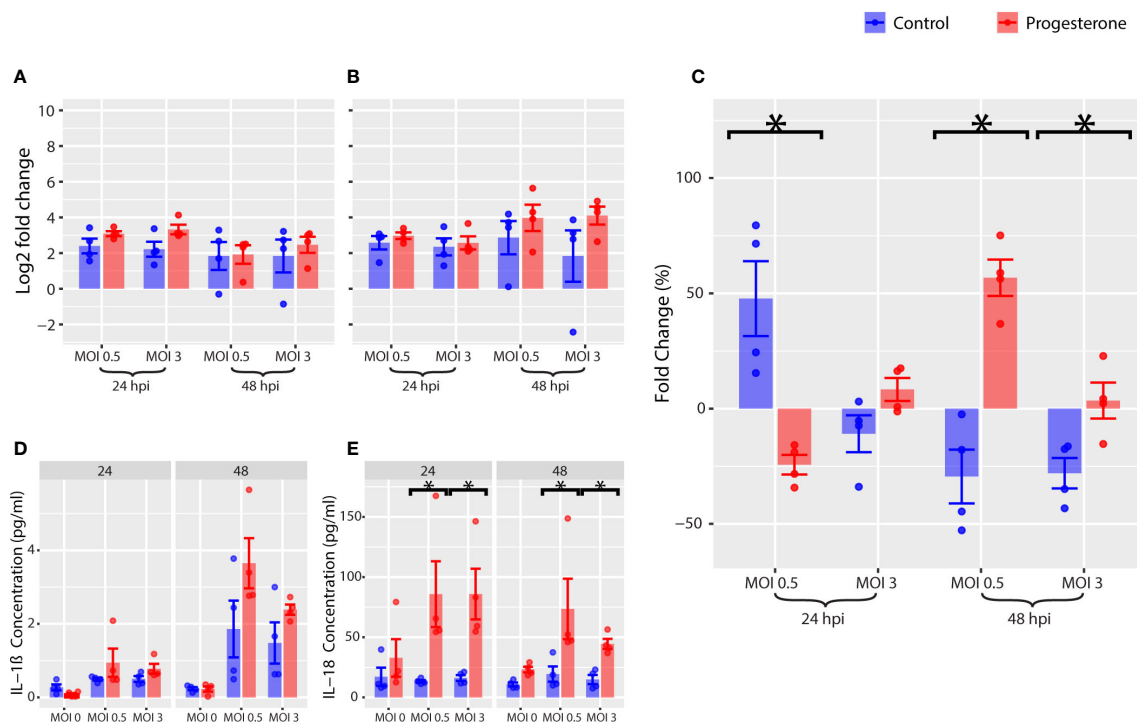 Control Progesterone
A B C
Log2 fold change
10
8
6
4
2
0
−2
MOI 0.5 MOI 3 MOI 0.5 MOI 3
24 hpi 48 hpi
MOI 0.5 MOI 3 MOI 0.5 MOI 3
24 hpi 48 hpi
Fold Change (%)
* * *
100
50
0
−50
MOI 0.5 MOI 3 MOI 0.5 MOI 3
24 hpi 48 hpi
D E
24 48
IL−1ß Concentration (pg/ml)
4
2
0
MOI 0 MOI 0.5 MOI 3 MOI 0 MOI 0.5 MOI 3
24 48
* * * *
IL−18 Concentration (pg/ml)
150
100
50
0
MOI 0 MOI 0.5 MOI 3 MOI 0 MOI 0.5 MOI 3